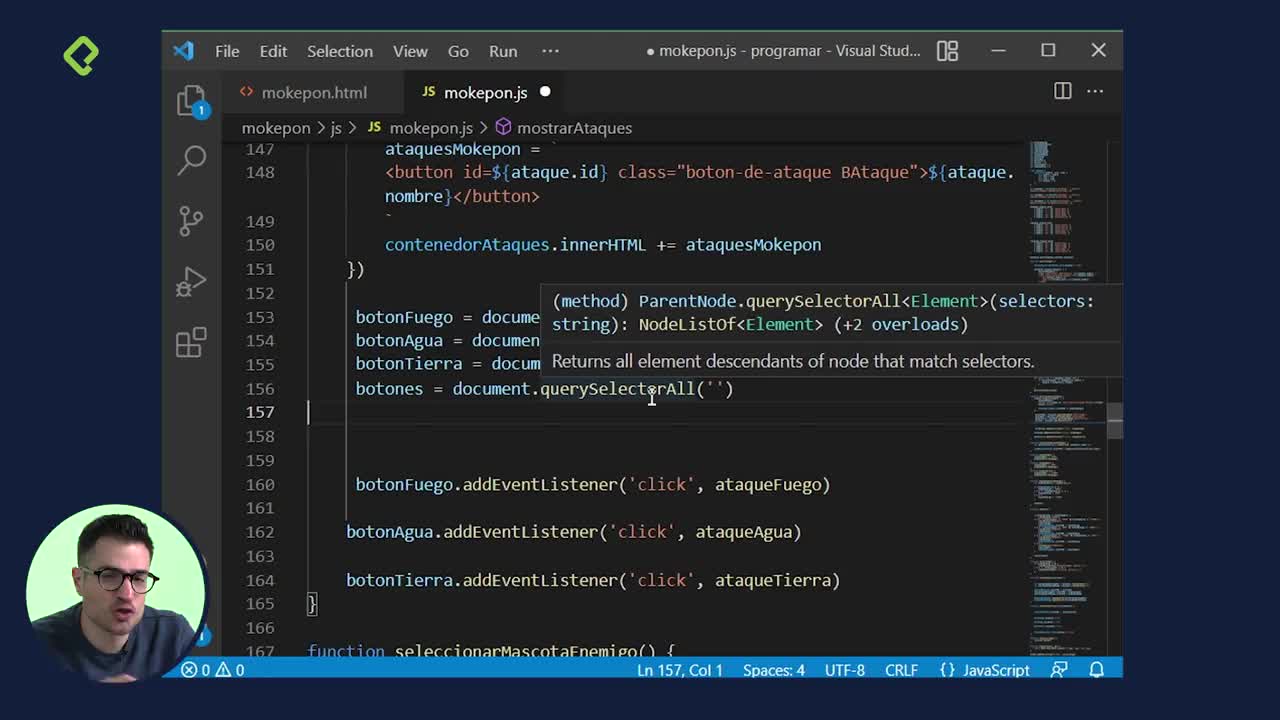 File Edit Selection View Go Run ··· ● mokepon.js - programar - Visual Stud...
1
<> mokepon.html
JS mokepon.js ●
mokepon > js > JS mokepon.js > mostrarAtaques
147 ataquesMokepon = `
148 <button id=${ataque.id} class="boton-de-ataque BAtaque">${ataque.
nombre}</button>
149 `
150 contenedorAtaques.innerHTML += ataquesMokepon
151 })
152
(method) ParentNode.querySelectorAll<Element>(selectors:
string): NodeListOf<Element> (+2 overloads)
Returns all element descendants of node that match selectors.
153 botonFuego = docume
154 botonAgua = documen
155 botonTierra = docum
156 botones = document.querySelectorAll('')
157
158
159
160 botonFuego.addEventListener('click', ataqueFuego)
161
162 botonAgua.addEventListener('click', ataqueAgua)
163
164 botonTierra.addEventListener('click', ataqueTierra)
165 }
166
167 function seleccionarMascotaEnemigo() {
0 0 Ln 157, Col 1 Spaces: 4 UTF-8 CRLF {} JavaScript